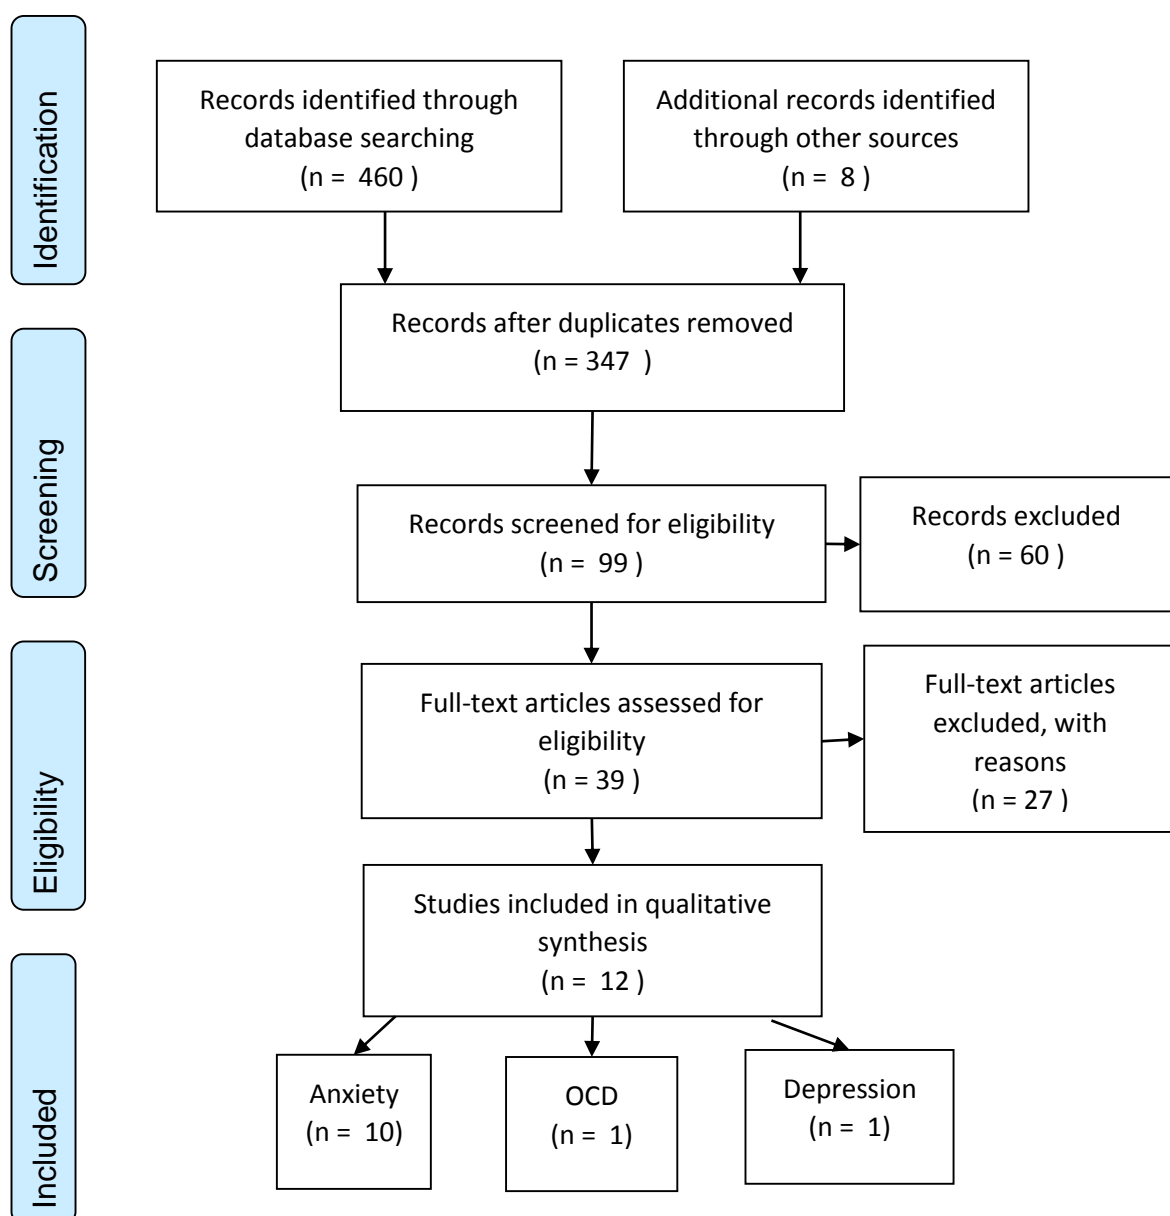 Identification
Records identified through
database searching
(n =  460 )
Additional records identified
through other sources
(n =  8 )
Records after duplicates removed
(n = 347  )
Screening
Records screened for eligibility
(n =  99 )
Records excluded
(n = 60 )
Eligibility
Full-text articles assessed for
eligibility
(n = 39 )
Full-text articles
excluded, with
reasons
(n = 27 )
Studies included in qualitative
synthesis
(n =  12 )
Included
Anxiety
(n =  10)
OCD
(n =  1)
Depression
(n =  1)